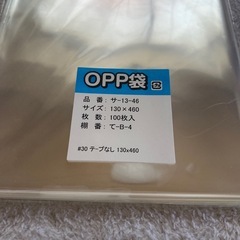 OPP袋
品 番: サ-13-46
サイズ: 130×460
枚 数: 100枚入
棚 番: て-B-4
#30 テープなし 130x460